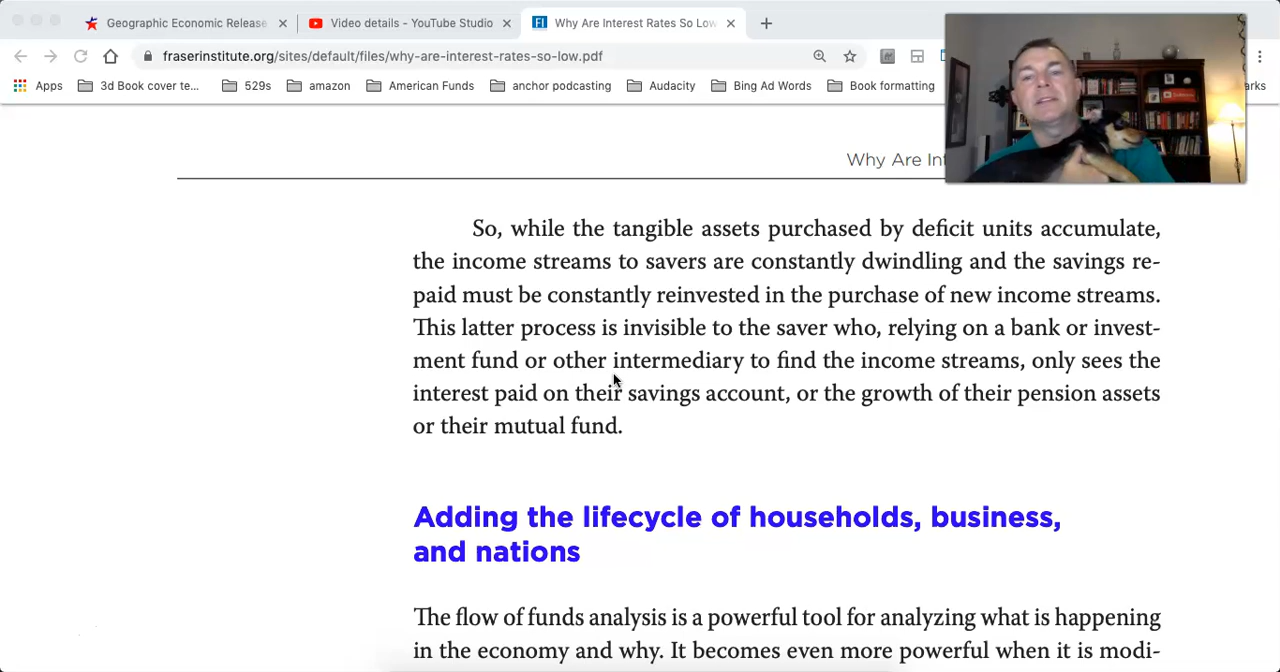 Geographic Economic Release
Video details - YouTube Studio
FI
Why Are Interest Rates So Low
fraserinstitute.org/sites/default/files/why-are-interest-rates-so-low.pdf
Apps
3d Book cover te...
529s
amazon
American Funds
anchor podcasting
Audacity
Bing Ad Words
Book formatting
arks
Why Are Int
So, while the tangible assets purchased by deficit units accumulate,
the income streams to savers are constantly dwindling and the savings re-
paid must be constantly reinvested in the purchase of new income streams.
This latter process is invisible to the saver who, relying on a bank or invest-
ment fund or other intermediary to find the income streams, only sees the
interest paid on their savings account, or the growth of their pension assets
or their mutual fund.
Adding the lifecycle of households, business,
and nations
The flow of funds analysis is a powerful tool for analyzing what is happening
in the economy and why. It becomes even more powerful when it is modi-